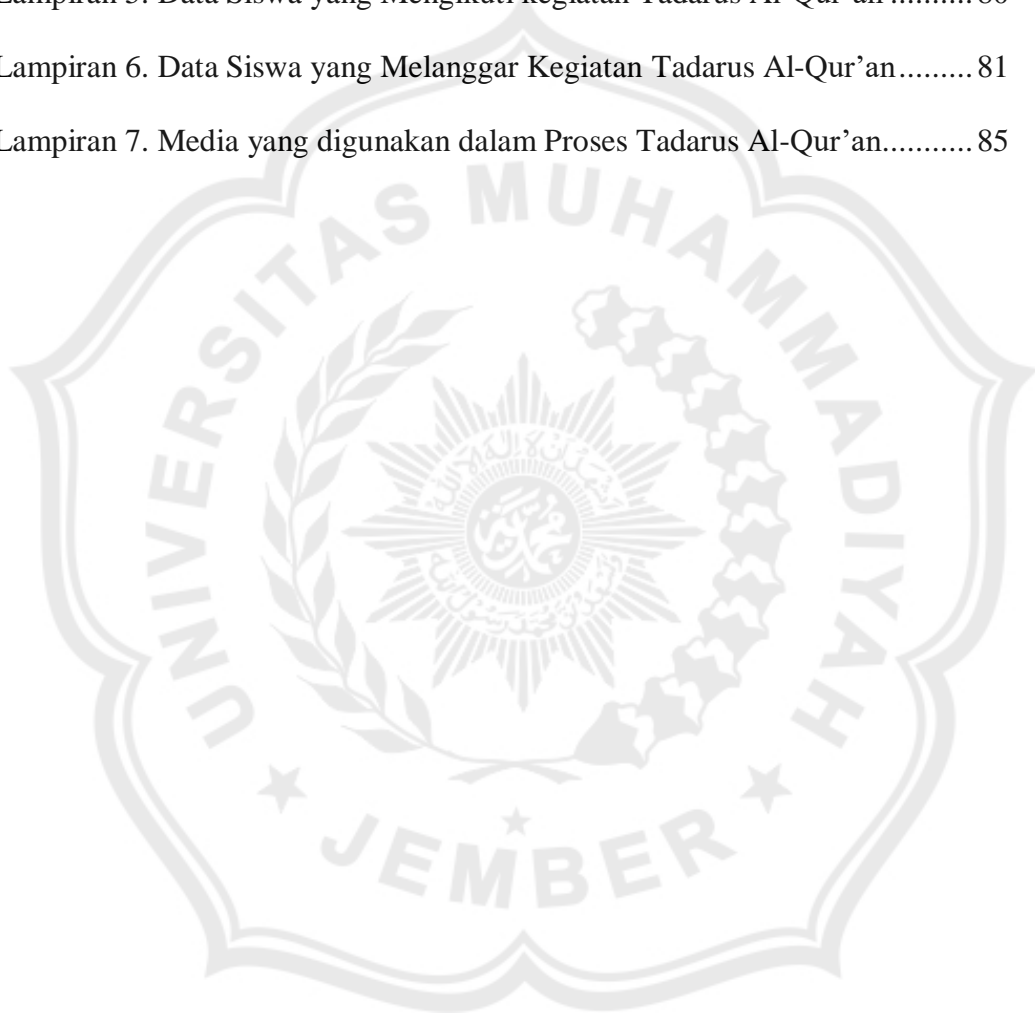 Lampiran 6. Data Siswa yang Melanggar Kegiatan Tadarus Al-Qur’an......... 81
Lampiran 7. Media yang digunakan dalam Proses Tadarus Al-Qur’an........... 85
UNIVERSITAS MUHAMMADIYAH
JEMBER